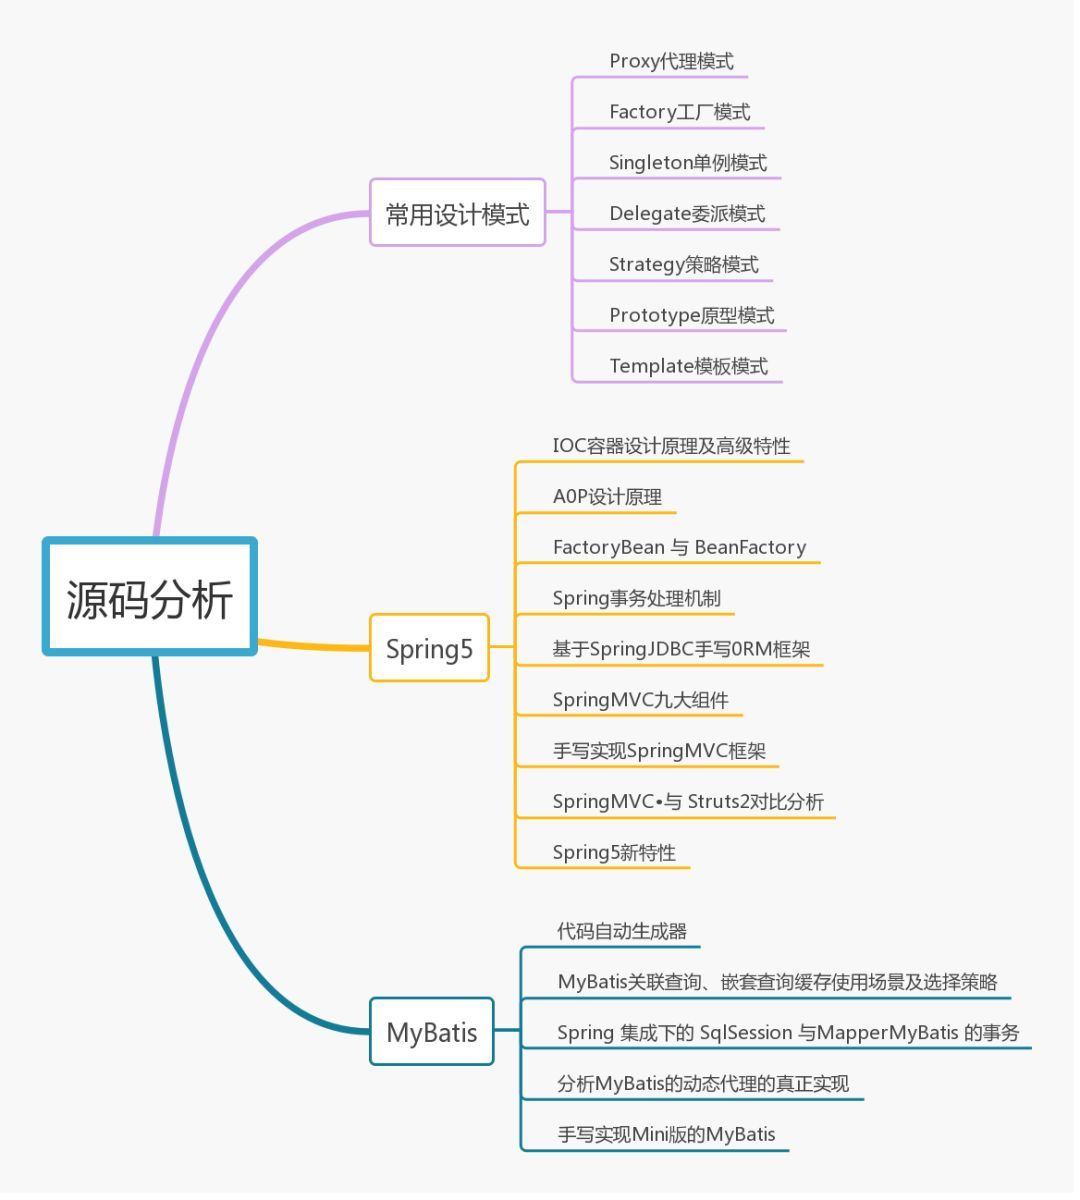 源码分析
常用设计模式
Proxy代理模式
Factory工厂模式
Singleton单例模式
Delegate委派模式
Strategy策略模式
Prototype原型模式
Template模板模式
Spring5
IOC容器设计原理及高级特性
A0P设计原理
FactoryBean 与 BeanFactory
Spring事务处理机制
基于SpringJDBC手写0RM框架
SpringMVC九大组件
手写实现SpringMVC框架
SpringMVC•与 Struts2对比分析
Spring5新特性
MyBatis
代码自动生成器
MyBatis关联查询、嵌套查询缓存使用场景及选择策略
Spring 集成下的 SqlSession 与MapperMyBatis 的事务
分析MyBatis的动态代理的真正实现
手写实现Mini版的MyBatis